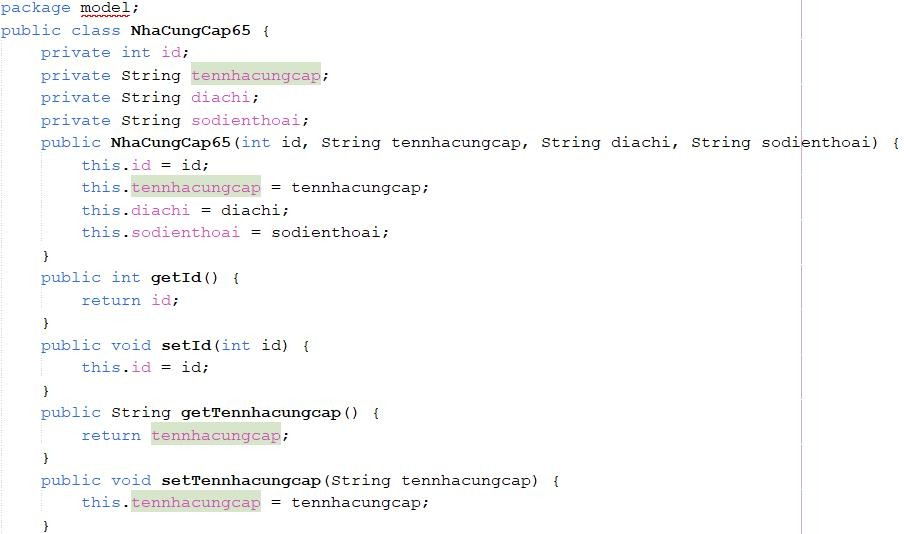 package model;
public class NhaCungCap65 {
    private int id;
    private String tennhacungcap;
    private String diachi;
    private String sodienthoai;
    public NhaCungCap65(int id, String tennhacungcap, String diachi, String sodienthoai) {
        this.id = id;
        this.tennhacungcap = tennhacungcap;
        this.diachi = diachi;
        this.sodienthoai = sodienthoai;
    }
    public int getId() {
        return id;
    }
    public void setId(int id) {
        this.id = id;
    }
    public String getTennhacungcap() {
        return tennhacungcap;
    }
    public void setTennhacungcap(String tennhacungcap) {
        this.tennhacungcap = tennhacungcap;
    }